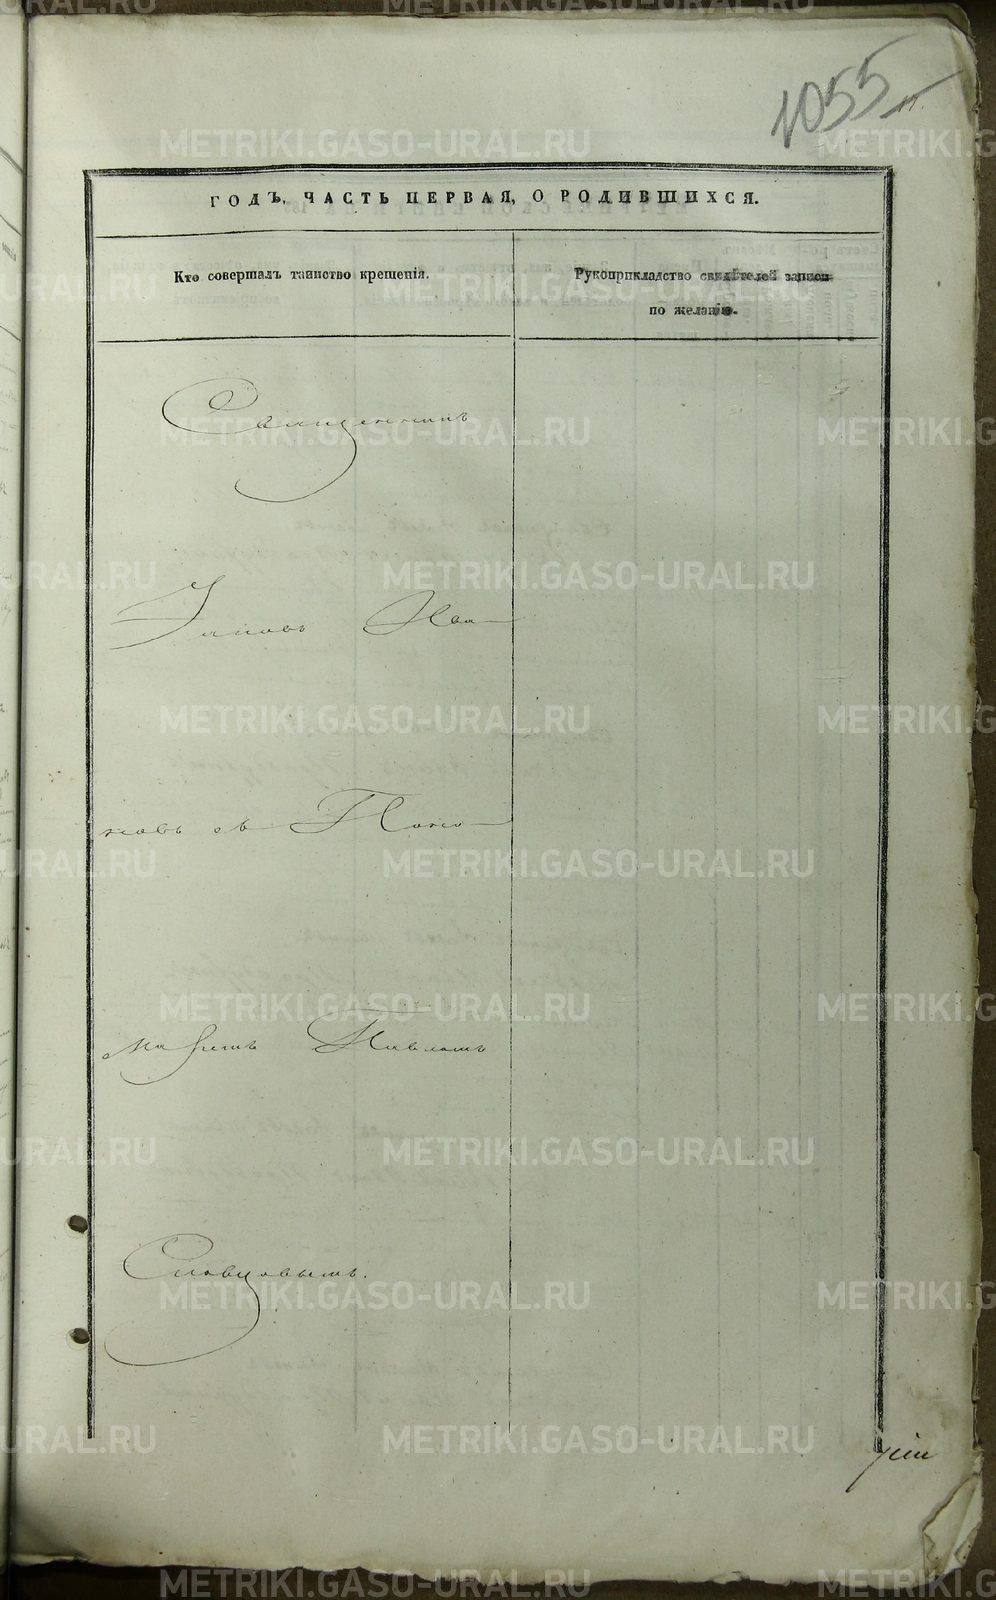 1055
11.
ГОДЪ, ЧАСТЬ ПЕРВАЯ, О РОДИВШИХСЯ.
Кто совершалъ таинство крещенія.
Рукоприкладство свидѣтелей записи
по желанію.
Священникъ
Іаковъ Ива-
новъ съ Поно-
маремъ Павломъ
Словцовымъ.
METRIKI.GASO-URAL.RU